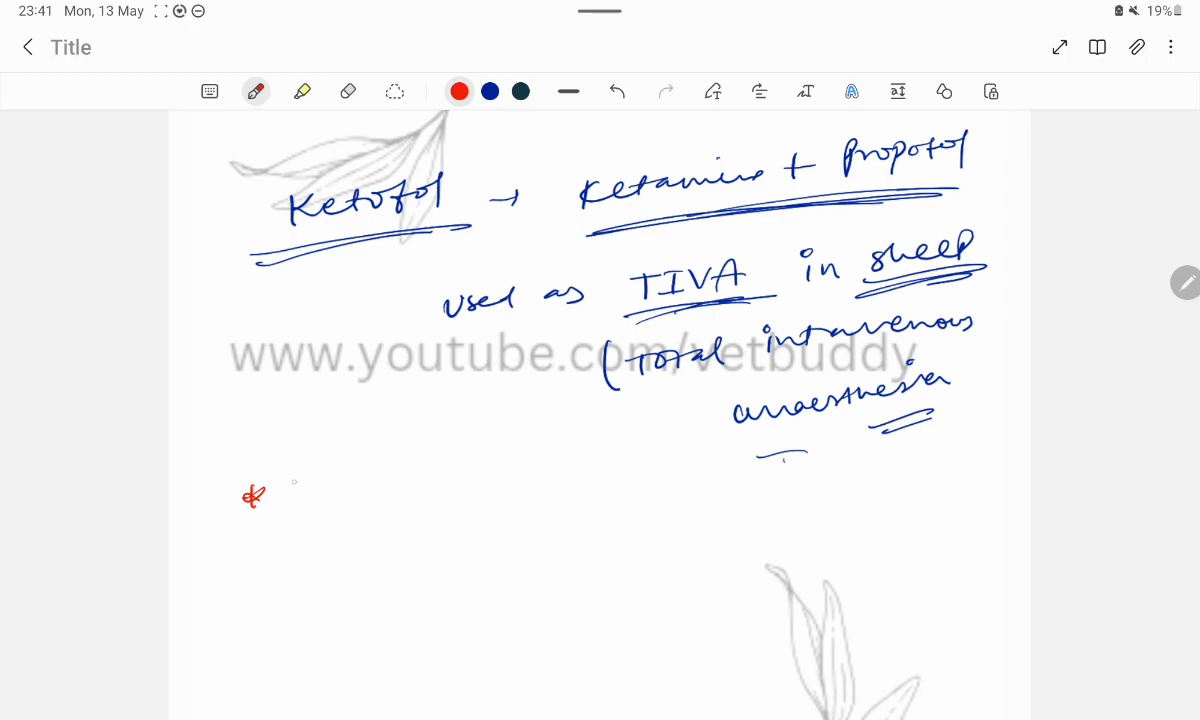 23:41 Mon, 13 May 19%
Title
Ketofol → Ketamine + Propofol
used as TIVA in sheep
www.youtube.com/vetbuddy
(Total intravenous
anaesthesia
*